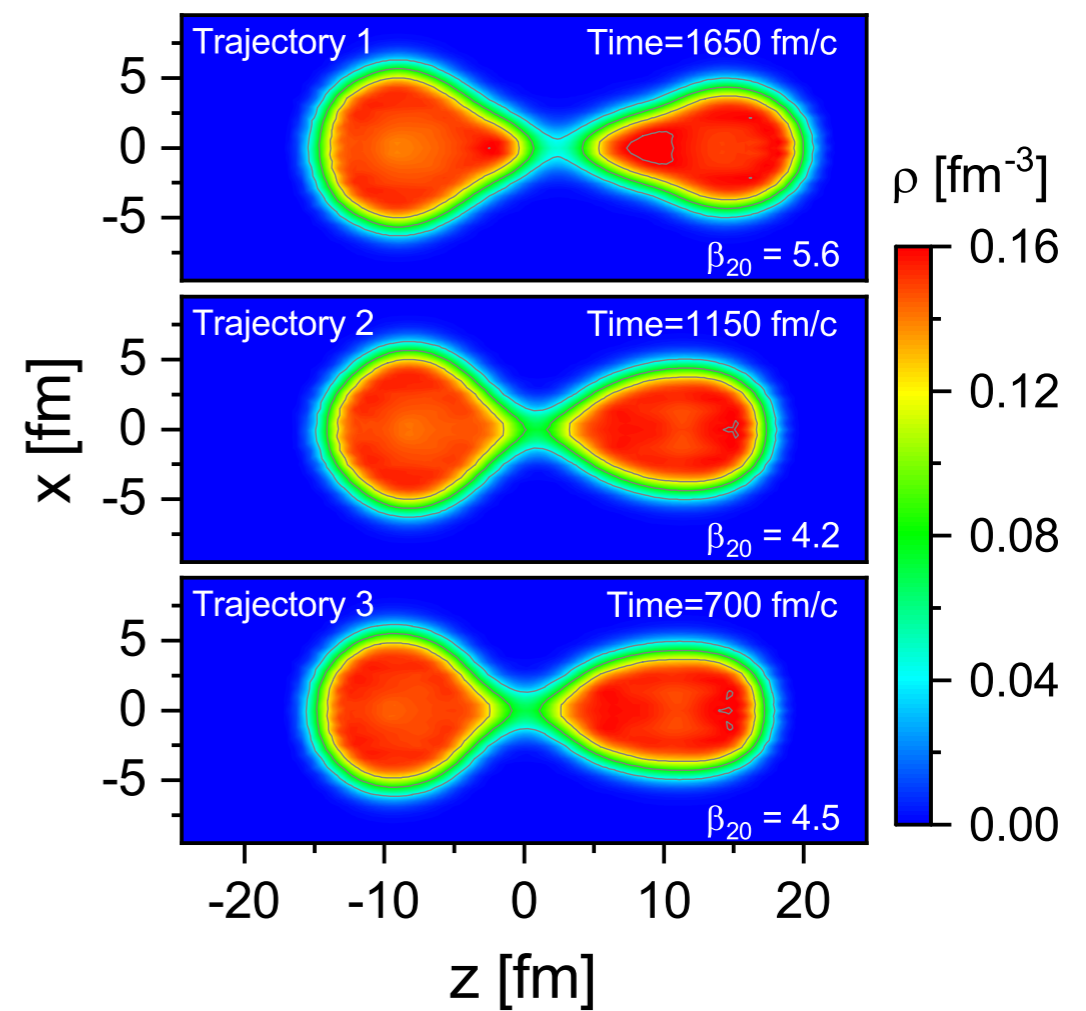 Trajectory 1 Time=1650 fm/c
5
0
-5
β20 = 5.6
Trajectory 2 Time=1150 fm/c
5
0
-5
β20 = 4.2
Trajectory 3 Time=700 fm/c
5
0
-5
β20 = 4.5
-20 -10 0 10 20
z [fm]
x [fm]
ρ [fm-3]
0.16
0.12
0.08
0.04
0.00